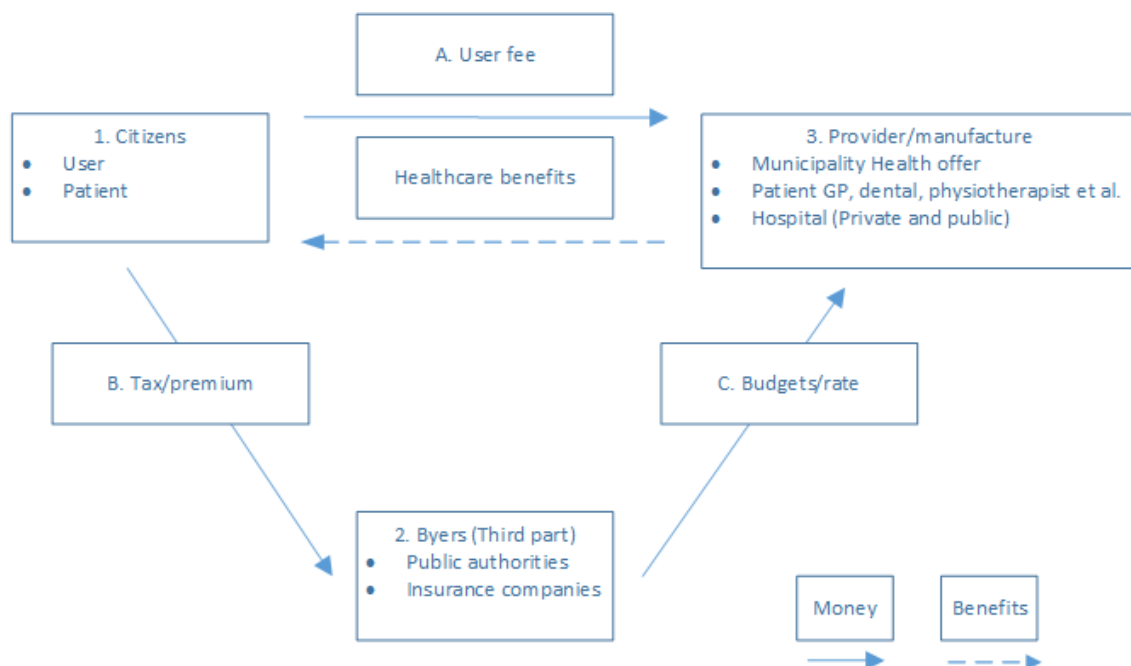 A. User fee
1. Citizens
• User
• Patient
Healthcare benefits
3. Provider/manufacture
• Municipality Health offer
• Patient GP, dental, physiotherapist et al.
• Hospital (Private and public)
B. Tax/premium
C. Budgets/rate
2. Byers (Third part)
• Public authorities
• Insurance companies
Money
Benefits